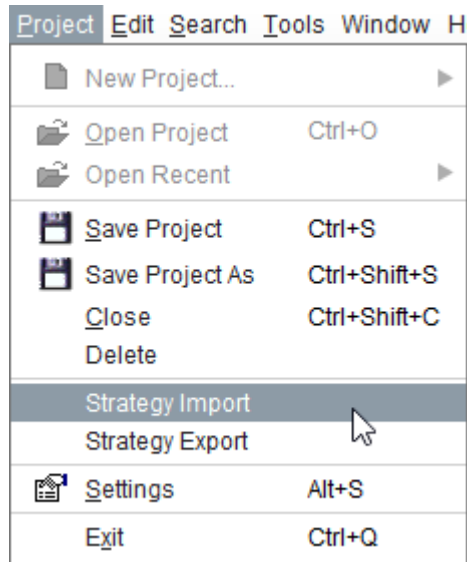 Project Edit Search Tools Window H
New Project...
Open Project Ctrl+O
Open Recent
Save Project Ctrl+S
Save Project As Ctrl+Shift+S
Close Ctrl+Shift+C
Delete
Strategy Import
Strategy Export
Settings Alt+S
Exit Ctrl+Q